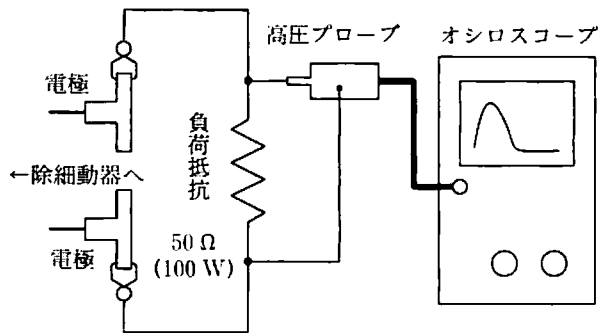 高圧プローブ
オシロスコープ
電極
負荷抵抗
←除細動器へ
50 Ω
(100 W)
電極